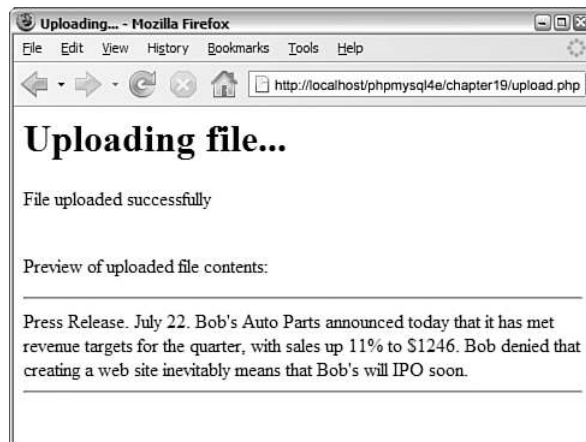 Uploading... - Mozilla Firefox
File Edit View History Bookmarks Tools Help
http://localhost/phpmysql4e/chapter19/upload.php
Uploading file...
File uploaded successfully
Preview of uploaded file contents:
Press Release. July 22. Bob's Auto Parts announced today that it has met
revenue targets for the quarter, with sales up 11% to $1246. Bob denied that
creating a web site inevitably means that Bob's will IPO soon.